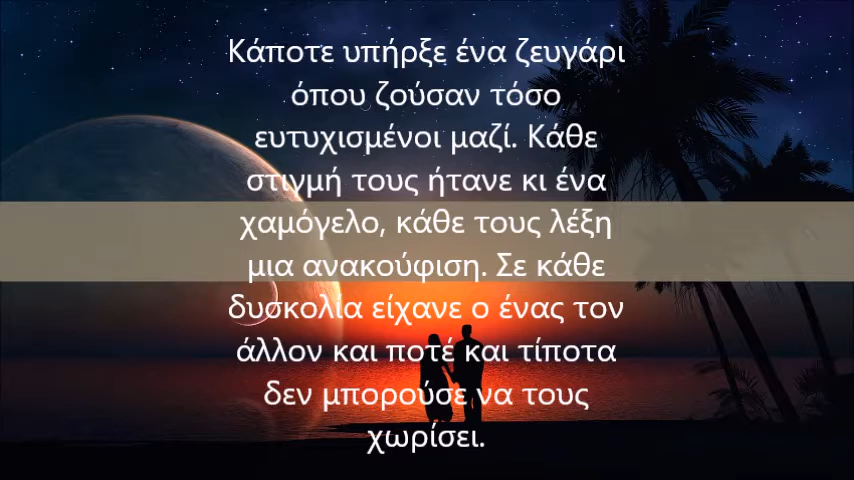 Κάποτε υπήρξε ένα ζευγάρι
όπου ζούσαν τόσο
ευτυχισμένοι μαζί. Κάθε
στιγμή τους ήτανε κι ένα
χαμόγελο, κάθε τους λέξη
μια ανακούφιση. Σε κάθε
δυσκολία είχανε ο ένας τον
άλλον και ποτέ και τίποτα
δεν μπορούσε να τους
χωρίσει.